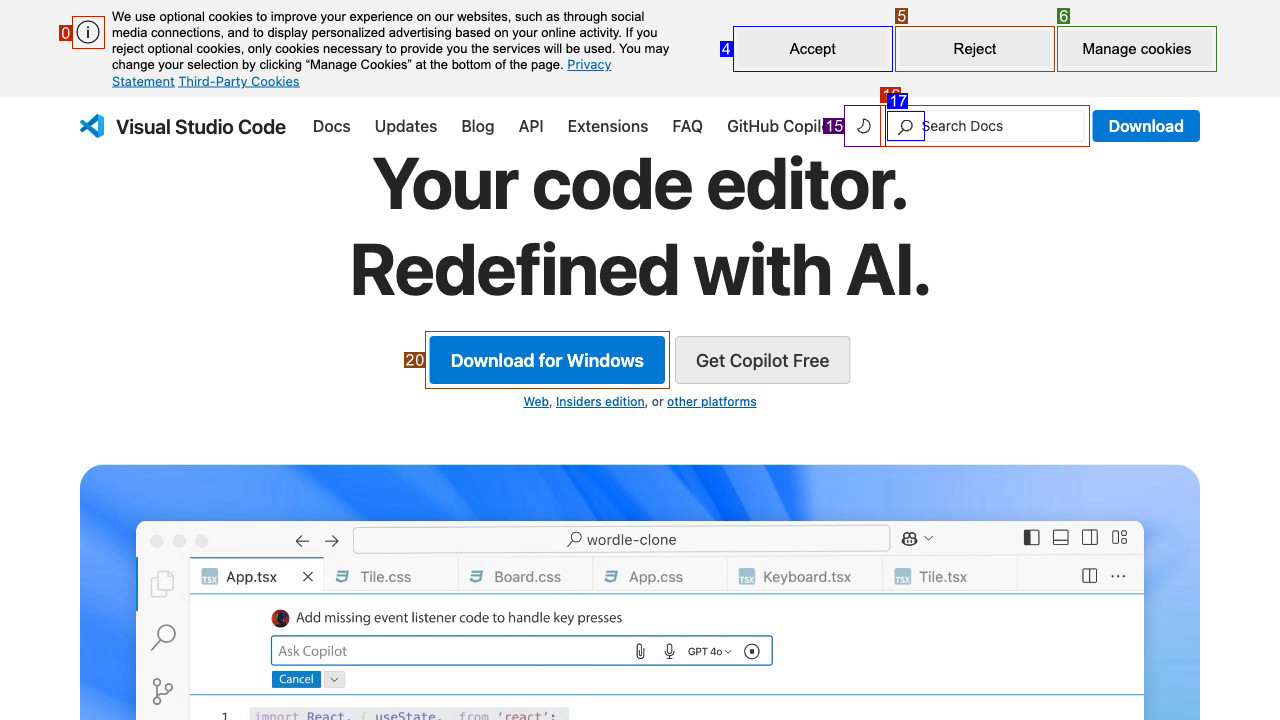 0
We use optional cookies to improve your experience on our websites, such as through social
media connections, and to display personalized advertising based on your online activity. If you
reject optional cookies, only cookies necessary to provide you the services will be used. You may
change your selection by clicking “Manage Cookies” at the bottom of the page. Privacy
Statement Third-Party Cookies
4
Accept
5
Reject
6
Manage cookies
Visual Studio Code
Docs
Updates
Blog
API
Extensions
FAQ
GitHub
15
17
Search Docs
Download
Your code editor.
Redefined with AI.
20
Download for Windows
Get Copilot Free
Web, Insiders edition, or other platforms
wordle-clone
TSX App.tsx
Tile.css
Board.css
App.css
TSX Keyboard.tsx
TSX Tile.tsx
Add missing event listener code to handle key presses
Ask Copilot
GPT 4o
Cancel
1 import React, { useState, from ‘react’;